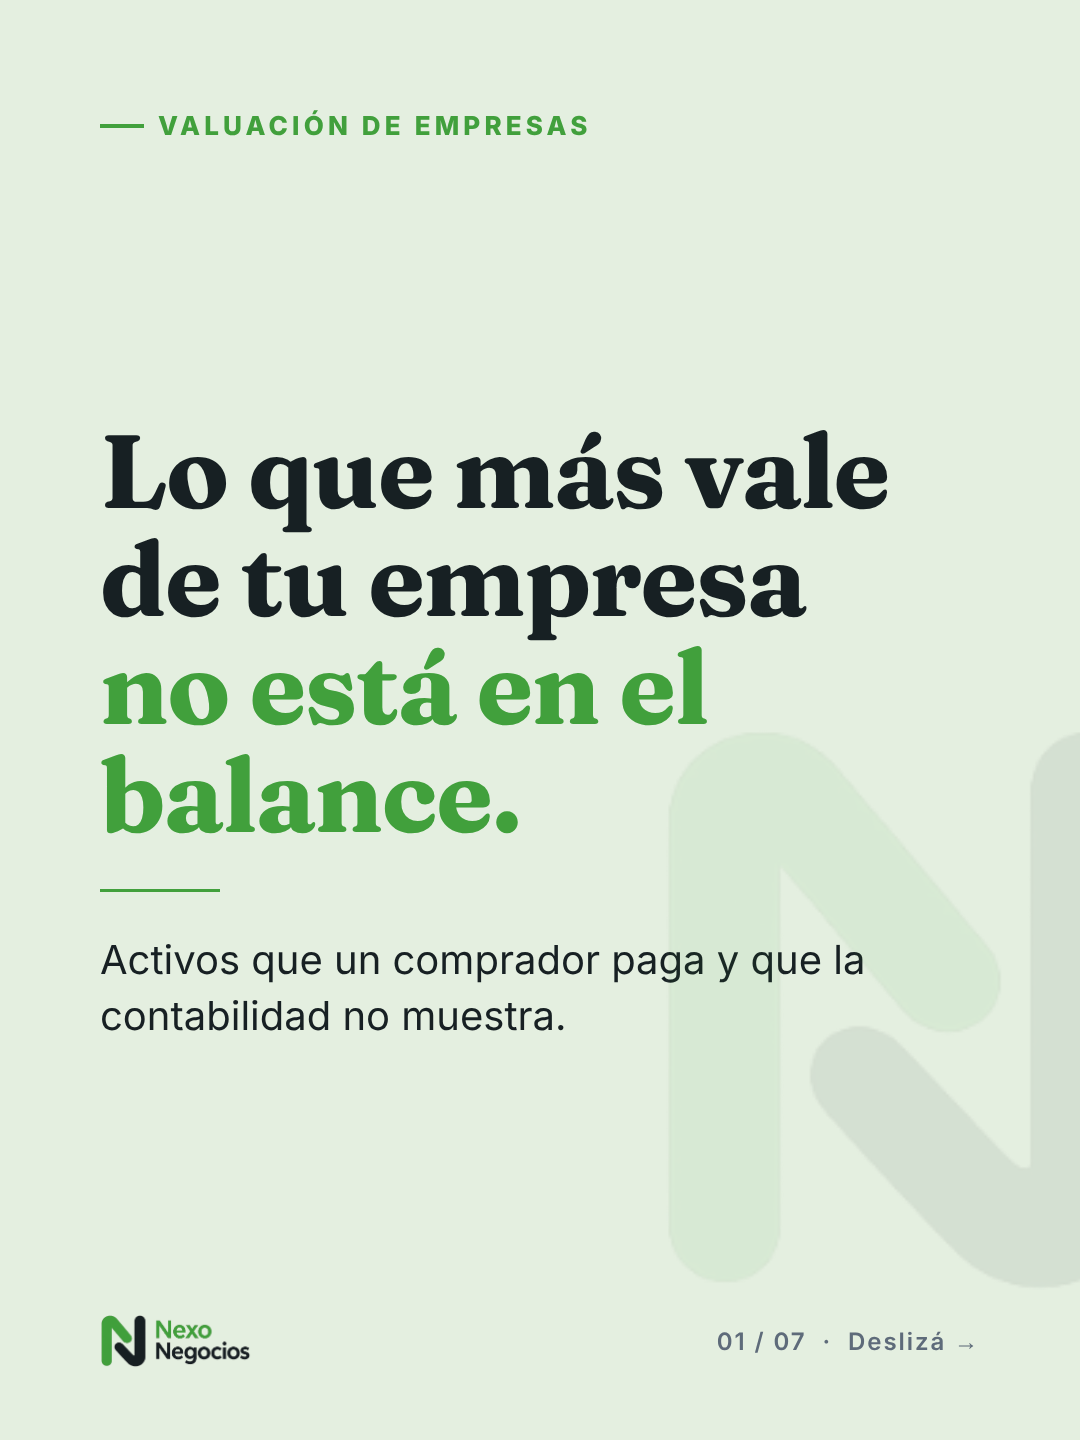 VALUACIÓN DE EMPRESAS
Lo que más vale
de tu empresa
no está en el
balance.
Activos que un comprador paga y que la
contabilidad no muestra.
Nexo
Negocios
01 / 07 · Deslizá →